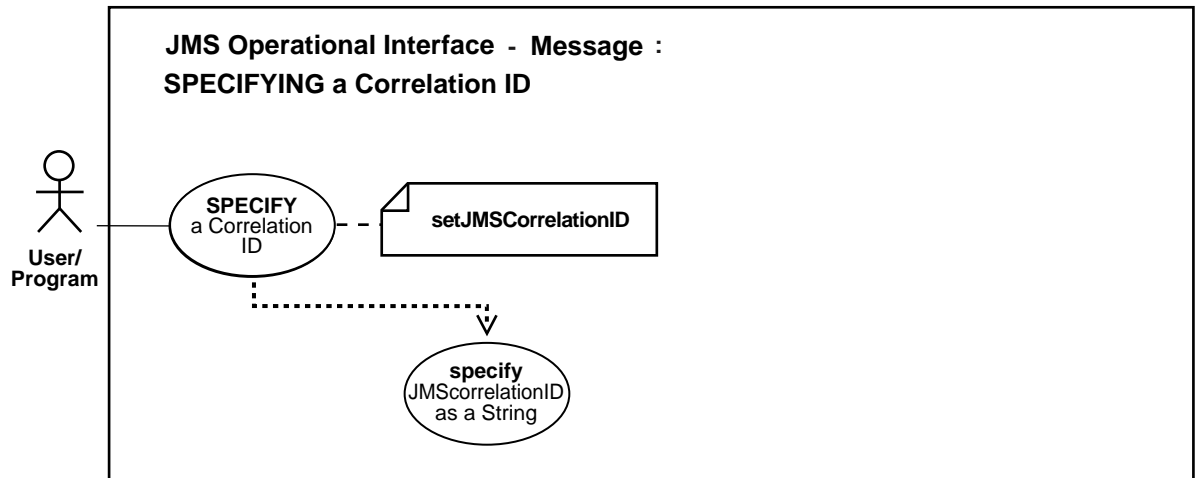 JMS Operational Interface - Message :
SPECIFYING a Correlation ID
SPECIFY
a Correlation
ID
setJMSCorrelationID
User/
Program
specify
JMScorrelationID
as a String